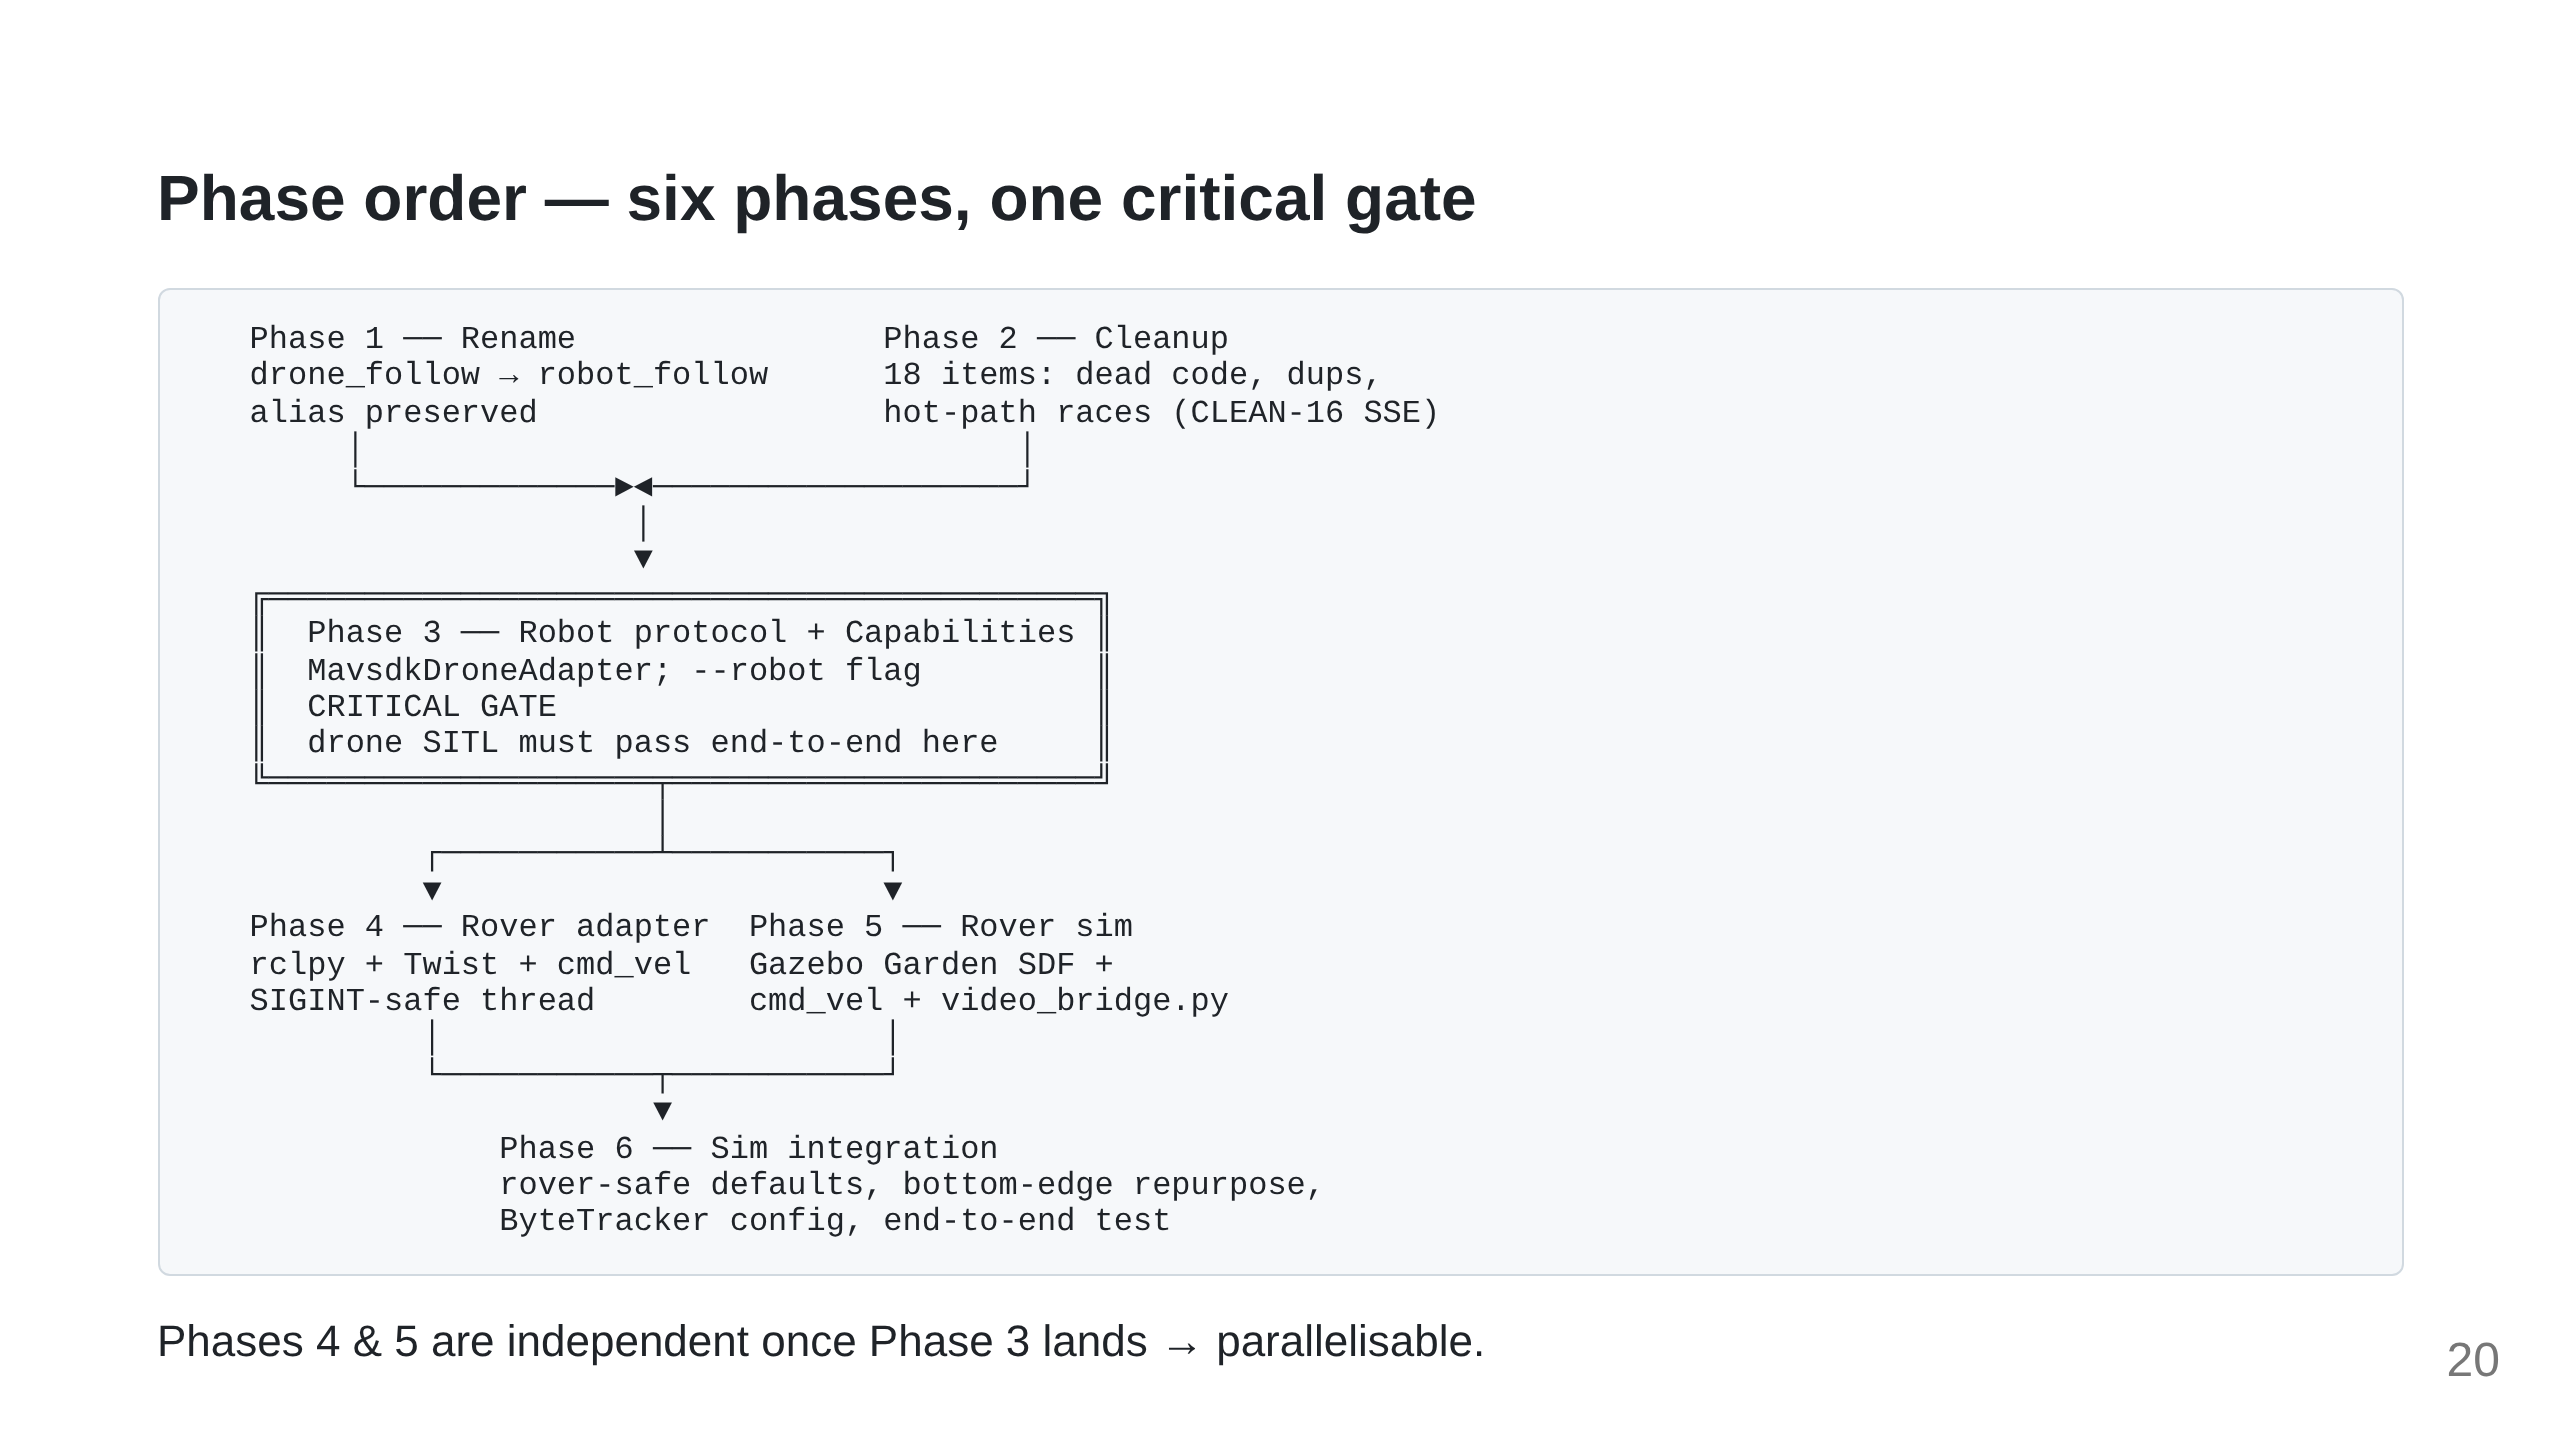 Phase order — six phases, one critical gate
Phase 1 ── Rename
drone_follow → robot_follow
alias preserved
Phase 2 ── Cleanup
18 items: dead code, dups,
hot-path races (CLEAN-16 SSE)
Phase 3 ── Robot protocol + Capabilities
MavsdkDroneAdapter; --robot flag
CRITICAL GATE
drone SITL must pass end-to-end here
Phase 4 ── Rover adapter
rclpy + Twist + cmd_vel
SIGINT-safe thread
Phase 5 ── Rover sim
Gazebo Garden SDF +
cmd_vel + video_bridge.py
Phase 6 ── Sim integration
rover-safe defaults, bottom-edge repurpose,
ByteTracker config, end-to-end test
Phases 4 & 5 are independent once Phase 3 lands → parallelisable.
20